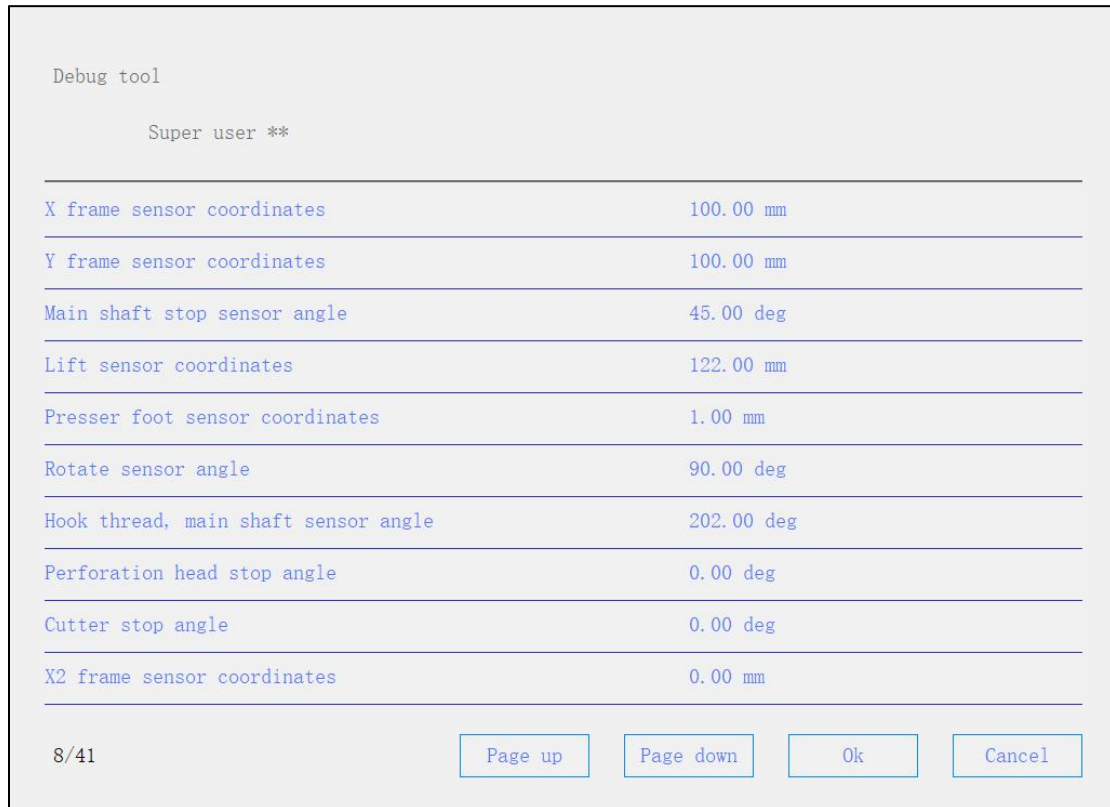 Debug tool
Super user **
X frame sensor coordinates 100.00 mm
Y frame sensor coordinates 100.00 mm
Main shaft stop sensor angle 45.00 deg
Lift sensor coordinates 122.00 mm
Presser foot sensor coordinates 1.00 mm
Rotate sensor angle 90.00 deg
Hook thread, main shaft sensor angle 202.00 deg
Perforation head stop angle 0.00 deg
Cutter stop angle 0.00 deg
X2 frame sensor coordinates 0.00 mm
8/41 Page up Page down Ok Cancel